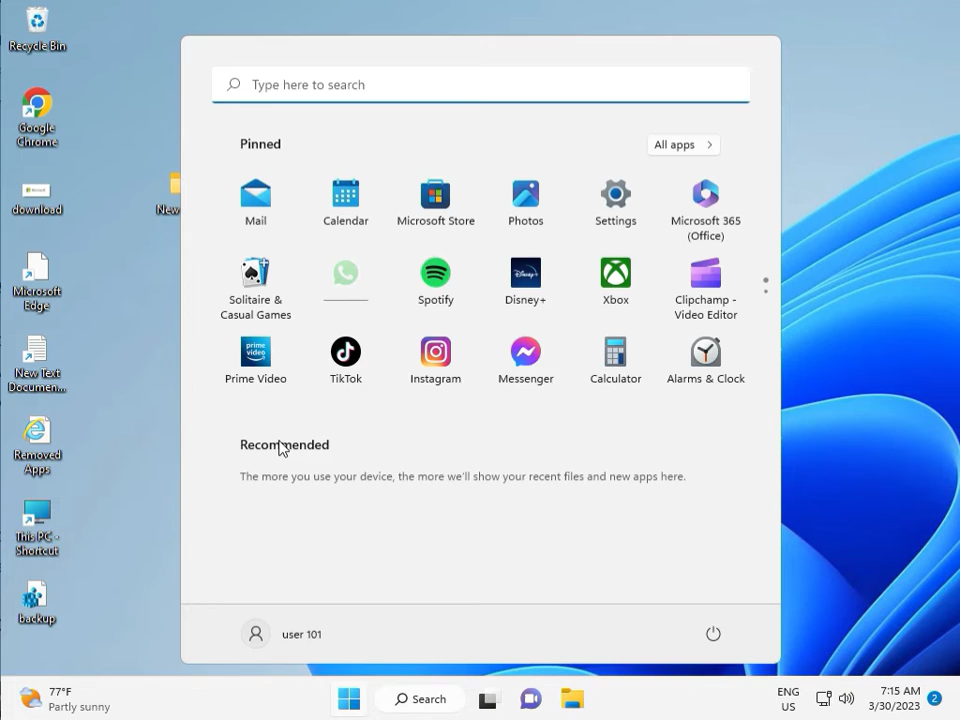 Recycle Bin
Google
Chrome
download
Microsoft
Edge
New Text
Documen...
Removed
Apps
This PC -
Shortcut
backup
New
Type here to search
Pinned
All apps
Mail
Calendar
Microsoft Store
Photos
Settings
Microsoft 365
(Office)
Solitaire &
Casual Games
Spotify
Disney+
Disney+
Xbox
Clipchamp -
Video Editor
prime
video
Prime Video
TikTok
Instagram
Messenger
Calculator
Alarms & Clock
Recommended
The more you use your device, the more we'll show your recent files and new apps here.
user 101
77°F
Partly sunny
Search
ENG
US
7:15 AM
3/30/2023
2